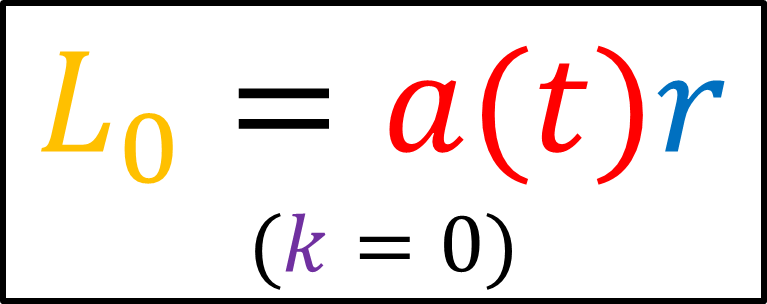 L₀ = a(t)r
(k = 0)